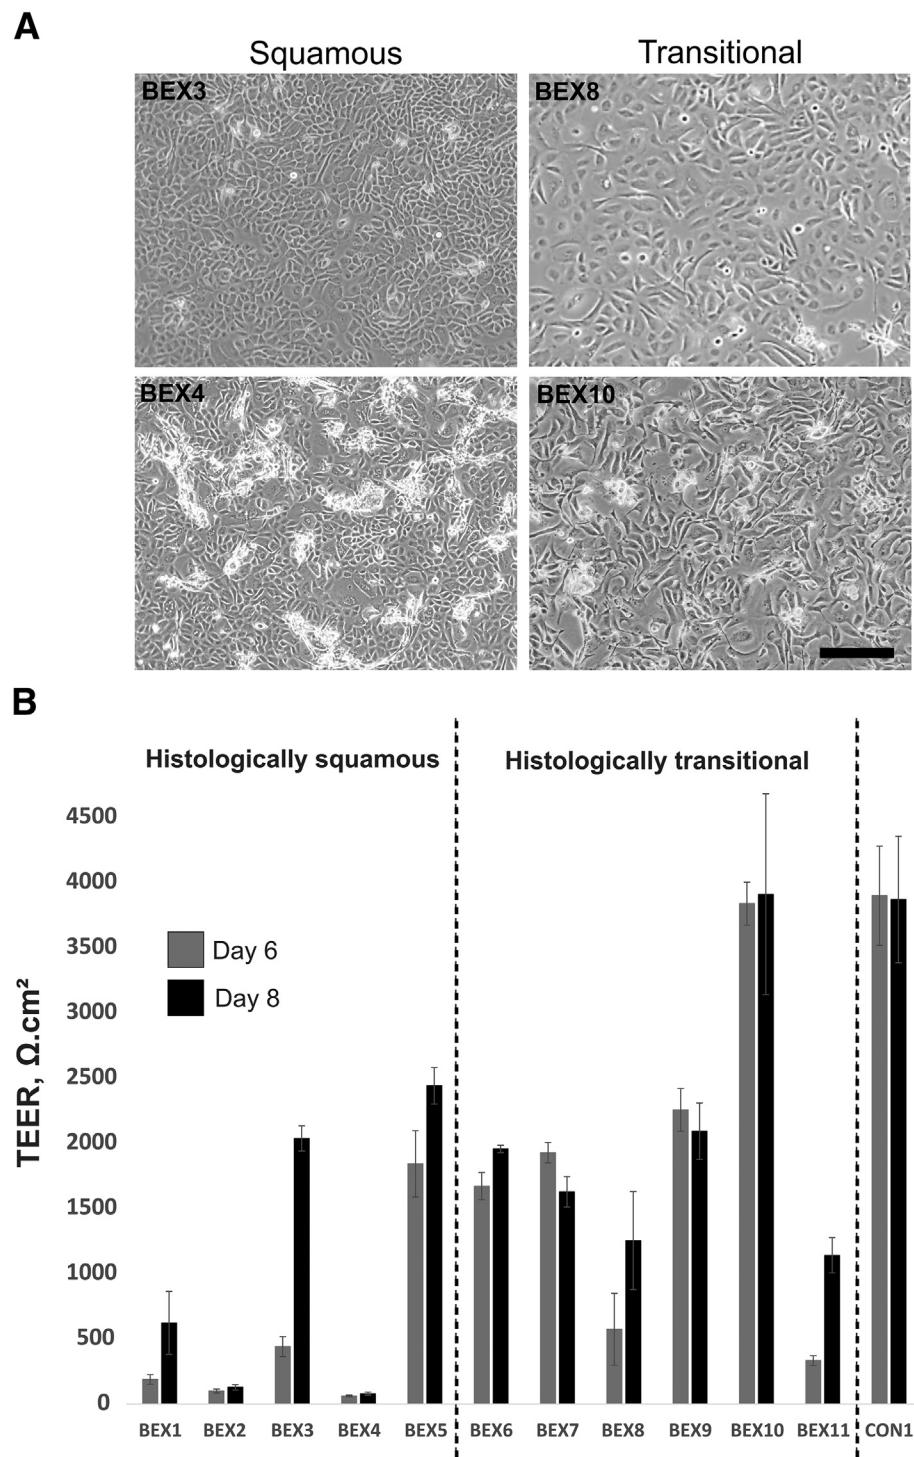 A
Squamous Transitional
BEX3 BEX8
BEX4 BEX10
B
Histologically squamous Histologically transitional
4500
4000
3500
3000
2500
2000
1500
1000
500
0
TEER, Ω.cm²
Day 6
Day 8
BEX1 BEX2 BEX3 BEX4 BEX5 BEX6 BEX7 BEX8 BEX9 BEX10 BEX11 CON1